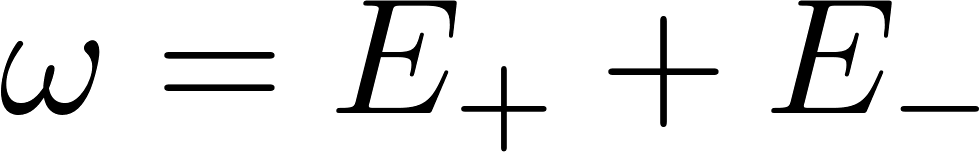 ω = E₊ + E₋